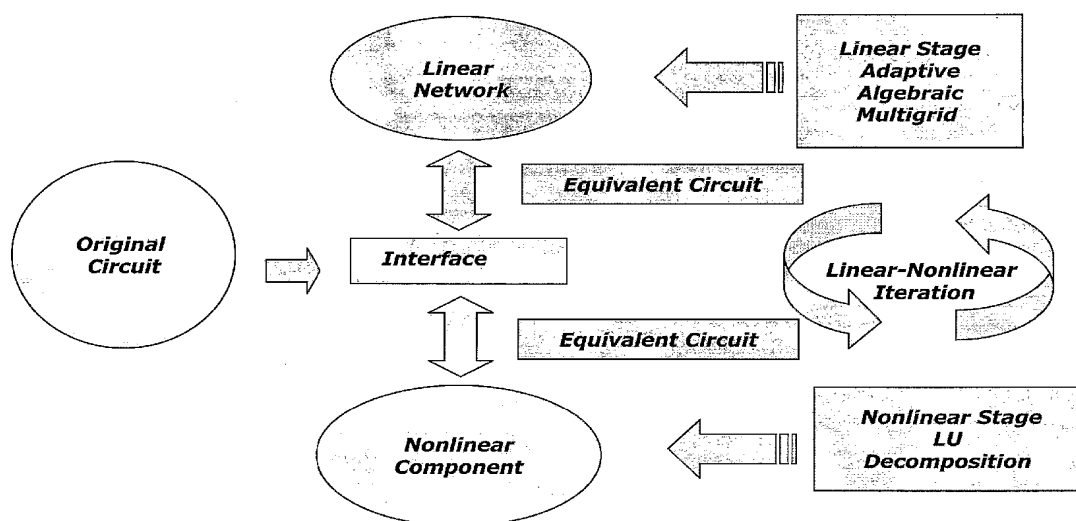 Linear
Network
Linear Stage
Adaptive
Algebraic
Multigrid
Equivalent Circuit
Original
Circuit
Interface
Linear-Nonlinear
Iteration
Equivalent Circuit
Nonlinear
Component
Nonlinear Stage
LU
Decomposition